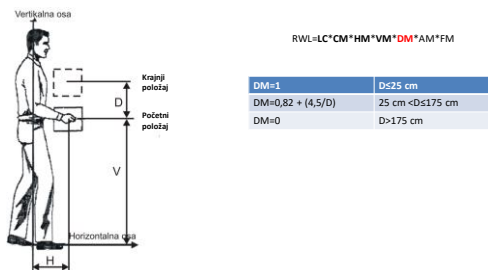 Vertikalna osa
Krajnji
položaj
D
Početni
položaj
V
Horizontalna osa
H
RWL=LC*CM*HM*VM*DM*AM*FM
DM=1 D≤25 cm
DM=0,82 + (4,5/D) 25 cm <D≤175 cm
DM=0 D>175 cm